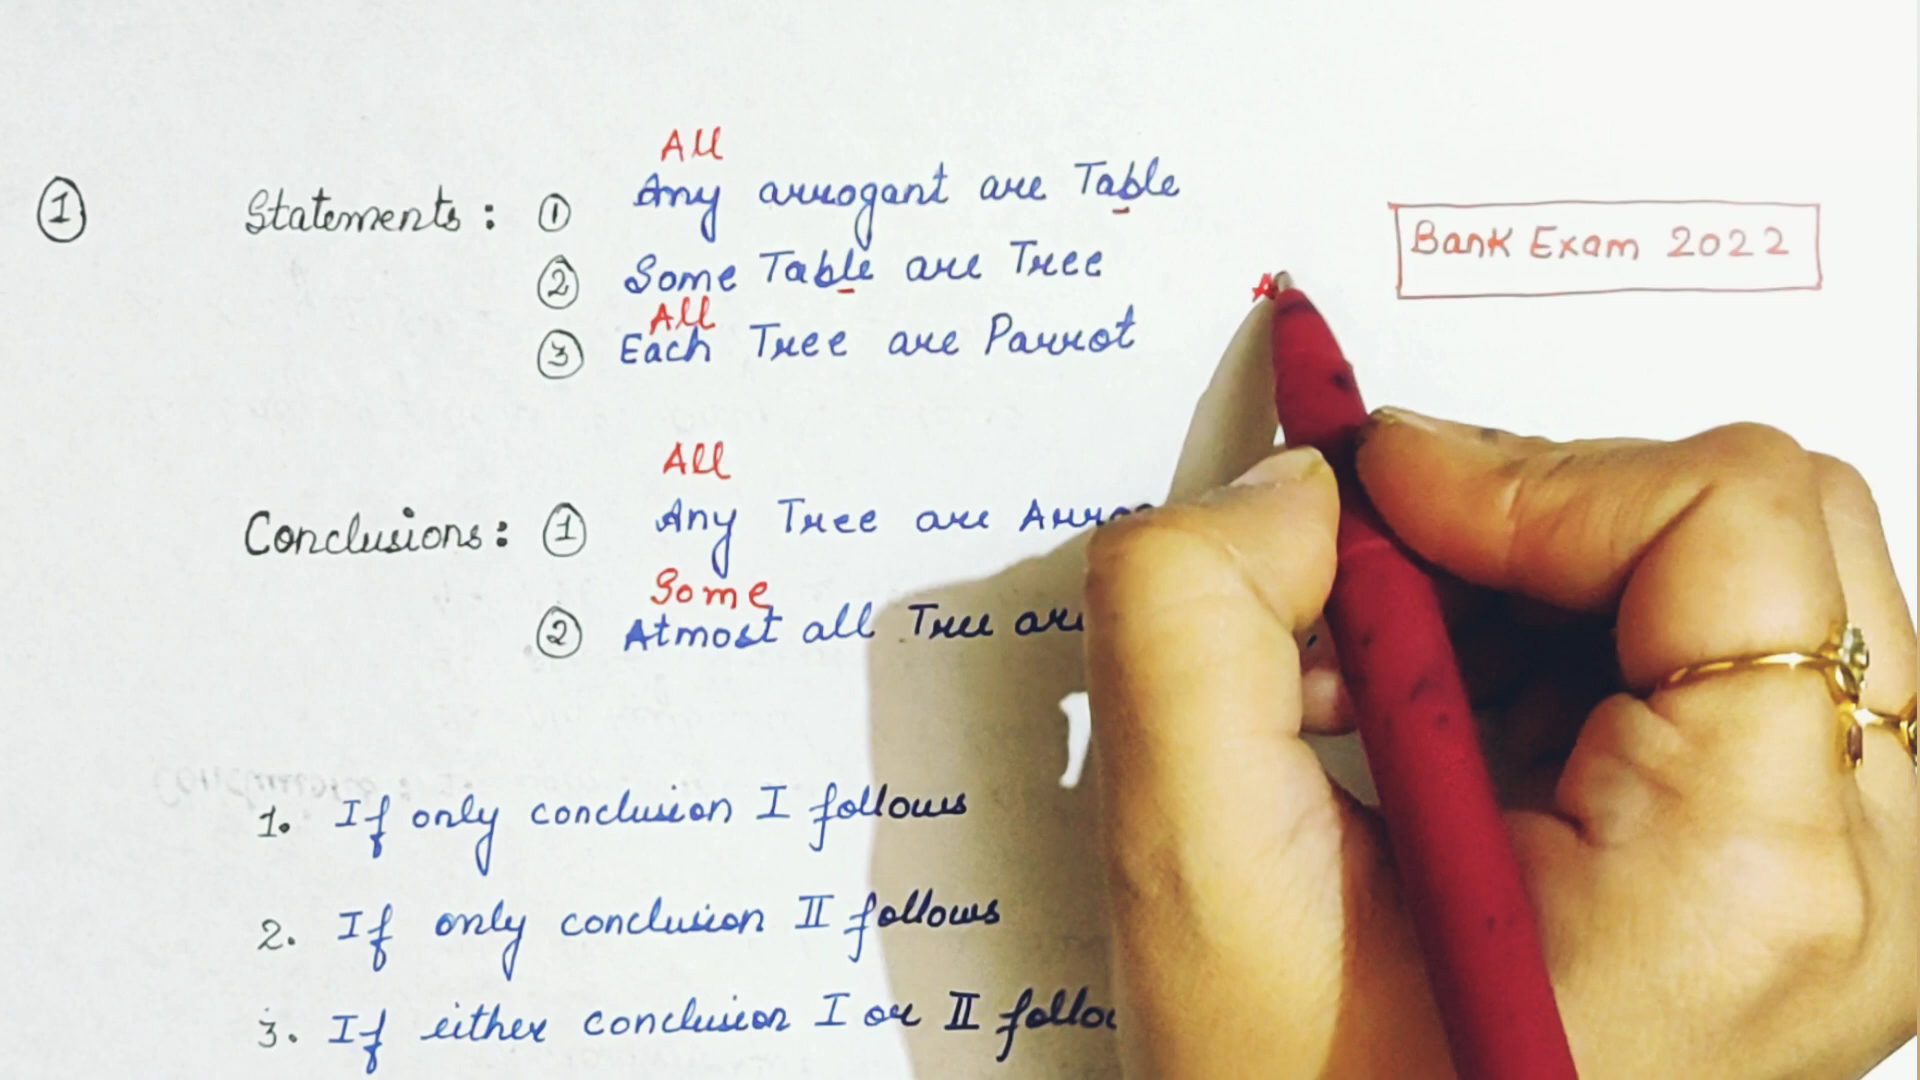 All
① Statements: ① Any arrogant are Table
② Some Table are Tree
All
③ Each Tree are Parrot
Bank Exam 2022
A
All
Conclusions: ① Any Tree are
Some
② Atmost all Tree are
1. If only conclusion I follows
2. If only conclusion II follows
3. If either conclusion I or II